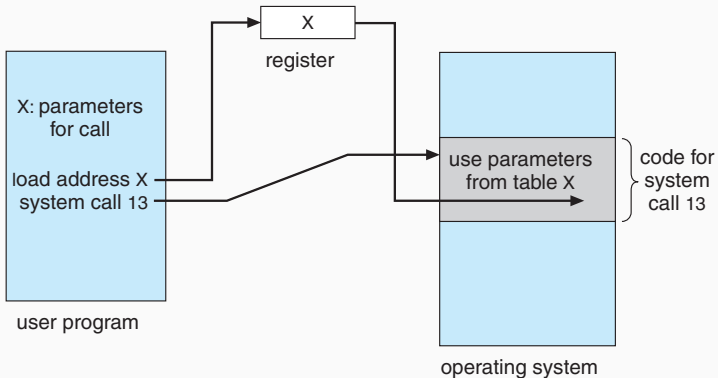 X
register
X: parameters
for call
load address X
system call 13
use parameters
from table X
code for
system
call 13
user program
operating system